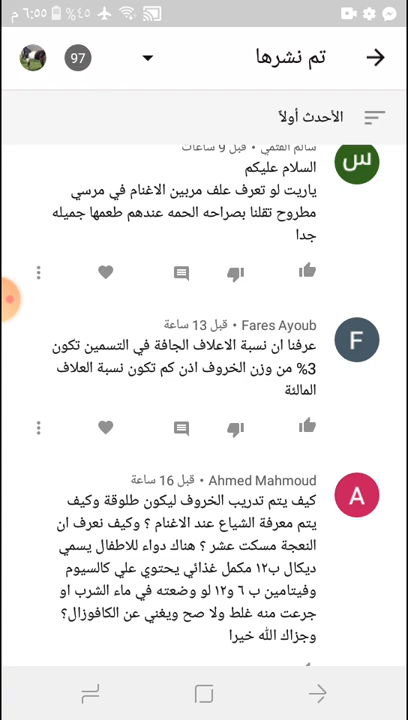 ٦:٥٥ م %٤٥
تم نشرها
97
الأحدث أولاً
سالم القثمي • قبل 9 ساعات
السلام عليكم
ياريت لو تعرف علف مربين الاغنام في مرسي
مطروح تقلنا بصراحه الحمه عندهم طعمها جميله
جدا
س
Fares Ayoub • قبل 13 ساعة
عرفنا ان نسبة الاعلاف الجافة في التسمين تكون
3% من وزن الخروف اذن كم تكون نسبة العلاف
المالئة
F
Ahmed Mahmoud • قبل 16 ساعة
كيف يتم تدريب الخروف ليكون طلوقة وكيف
يتم معرفة الشياع عند الاغنام ؟ وكيف نعرف ان
النعجة مسكت عشر ؟ هناك دواء للاطفال يسمي
ديكال ب١٢ مكمل غذائي يحتوي علي كالسيوم
وفيتامين ب ٦ و١٢ لو وضعته في ماء الشرب او
جرعت منه غلط ولا صح ويغني عن الكافوزال؟
وجزاك الله خيرا
A